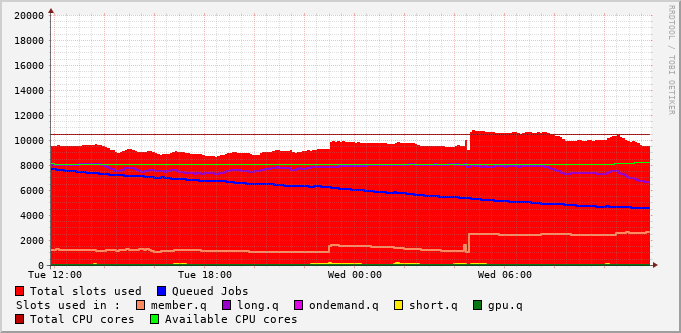 20000
18000
16000
14000
12000
10000
8000
6000
4000
2000
0
Tue 12:00 Tue 18:00 Wed 00:00 Wed 06:00
RRDTOOL / TOBI OETIKER
Total slots used Queued Jobs
Slots used in : member.q long.q ondemand.q short.q gpu.q
Total CPU cores Available CPU cores